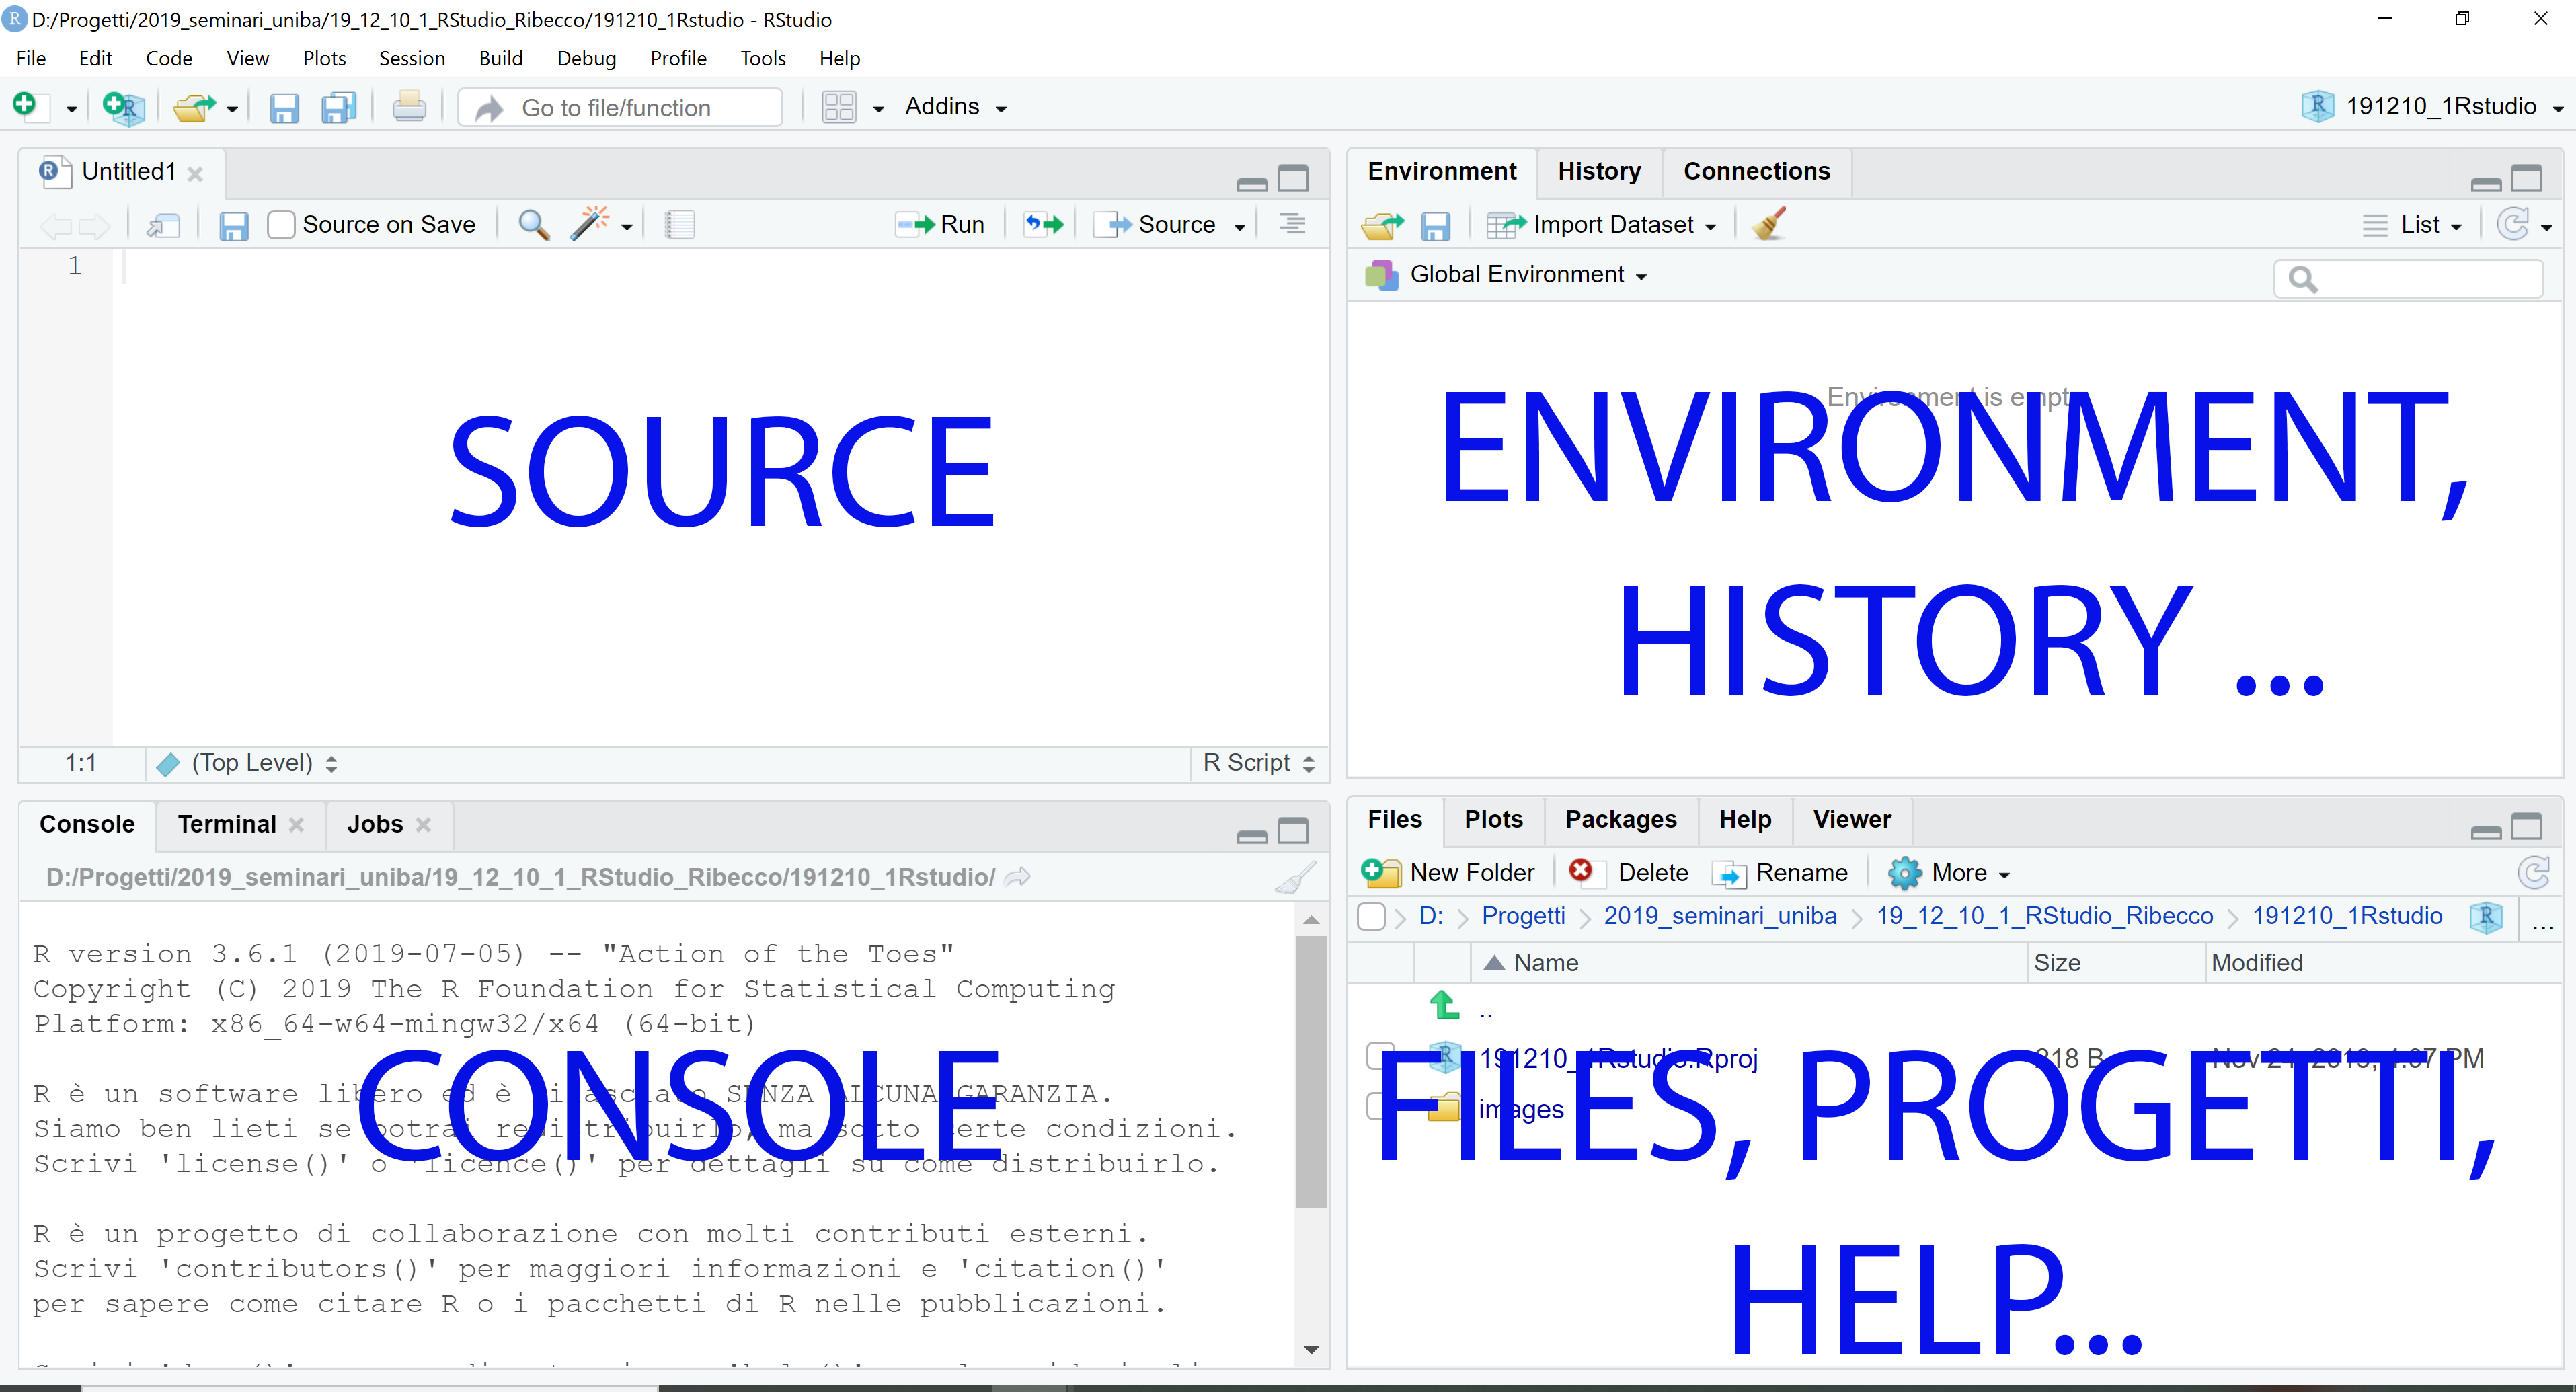 D:/Progetti/2019_seminari_uniba/19_12_10_1_RStudio_Ribecco/191210_1Rstudio - RStudio
File Edit Code View Plots Session Build Debug Profile Tools Help
Go to file/function Addins 191210_1Rstudio
Untitled1
Source on Save Run Source
1
SOURCE
1:1 (Top Level) R Script
Environment History Connections
Import Dataset List
Global Environment
Environment is
ENVIRONMENT,
HISTORY ...
Console Terminal Jobs
D:/Progetti/2019_seminari_uniba/19_12_10_1_RStudio_Ribecco/191210_1Rstudio/
R version 3.6.1 (2019-07-05) -- "Action of the Toes"
Copyright (C) 2019 The R Foundation for Statistical Computing
Platform: x86_64-w64-mingw32/x64 (64-bit)
CONSOLE
R è un software libero ed è rilasciato SENZA ALCUNA GARANZIA.
Siamo ben lieti se potrai redistribuirlo, ma sotto certe condizioni.
Scrivi 'license()' o 'licence()' per dettagli su come distribuirlo.
R è un progetto di collaborazione con molti contributi esterni.
Scrivi 'contributors()' per maggiori informazioni e 'citation()'
per sapere come citare R o i pacchetti di R nelle pubblicazioni.
Files Plots Packages Help Viewer
New Folder Delete Rename More
D: Progetti 2019_seminari_uniba 19_12_10_1_RStudio_Ribecco 191210_1Rstudio ...
Name Size Modified
..
191210_1Rstudio.Rproj 218 B PM
images
FILES, PROGETTI,
HELP...